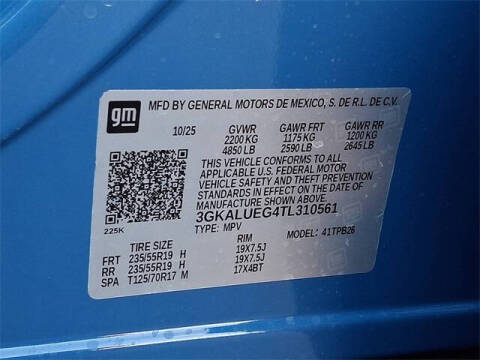 gm
MFD BY GENERAL MOTORS DE MEXICO, S. DE R.L. DE C.V.
10/25 GVWR GAWR FRT GAWR RR
2200 KG 1175 KG 1200 KG
4850 LB 2590 LB 2645 LB
THIS VEHICLE CONFORMS TO ALL
APPLICABLE U.S. FEDERAL MOTOR
VEHICLE SAFETY AND THEFT PREVENTION
STANDARDS IN EFFECT ON THE DATE OF
MANUFACTURE SHOWN ABOVE.
3GKALUEG4TL310561
225K TYPE: MPV MODEL: 41TPB26
TIRE SIZE RIM
FRT 235/55R19 H 19X7.5J
RR 235/55R19 H 19X7.5J
SPA T125/70R17 M 17X4BT